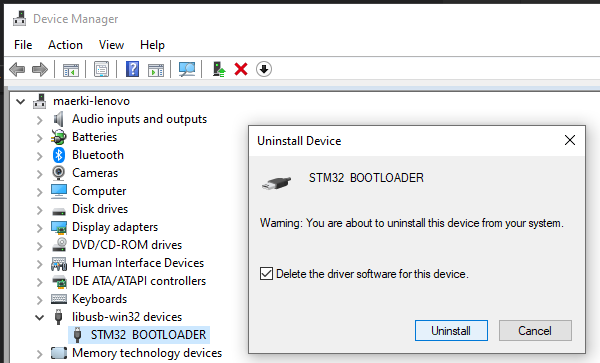 Device Manager
File Action View Help
maerki-lenovo
Audio inputs and outputs
Batteries
Bluetooth
Cameras
Computer
Disk drives
Display adapters
DVD/CD-ROM drives
Human Interface Devices
IDE ATA/ATAPI controllers
Keyboards
libusb-win32 devices
STM32 BOOTLOADER
Memory technology devices
Uninstall Device
STM32 BOOTLOADER
Warning: You are about to uninstall this device from your system.
Delete the driver software for this device.
Uninstall Cancel